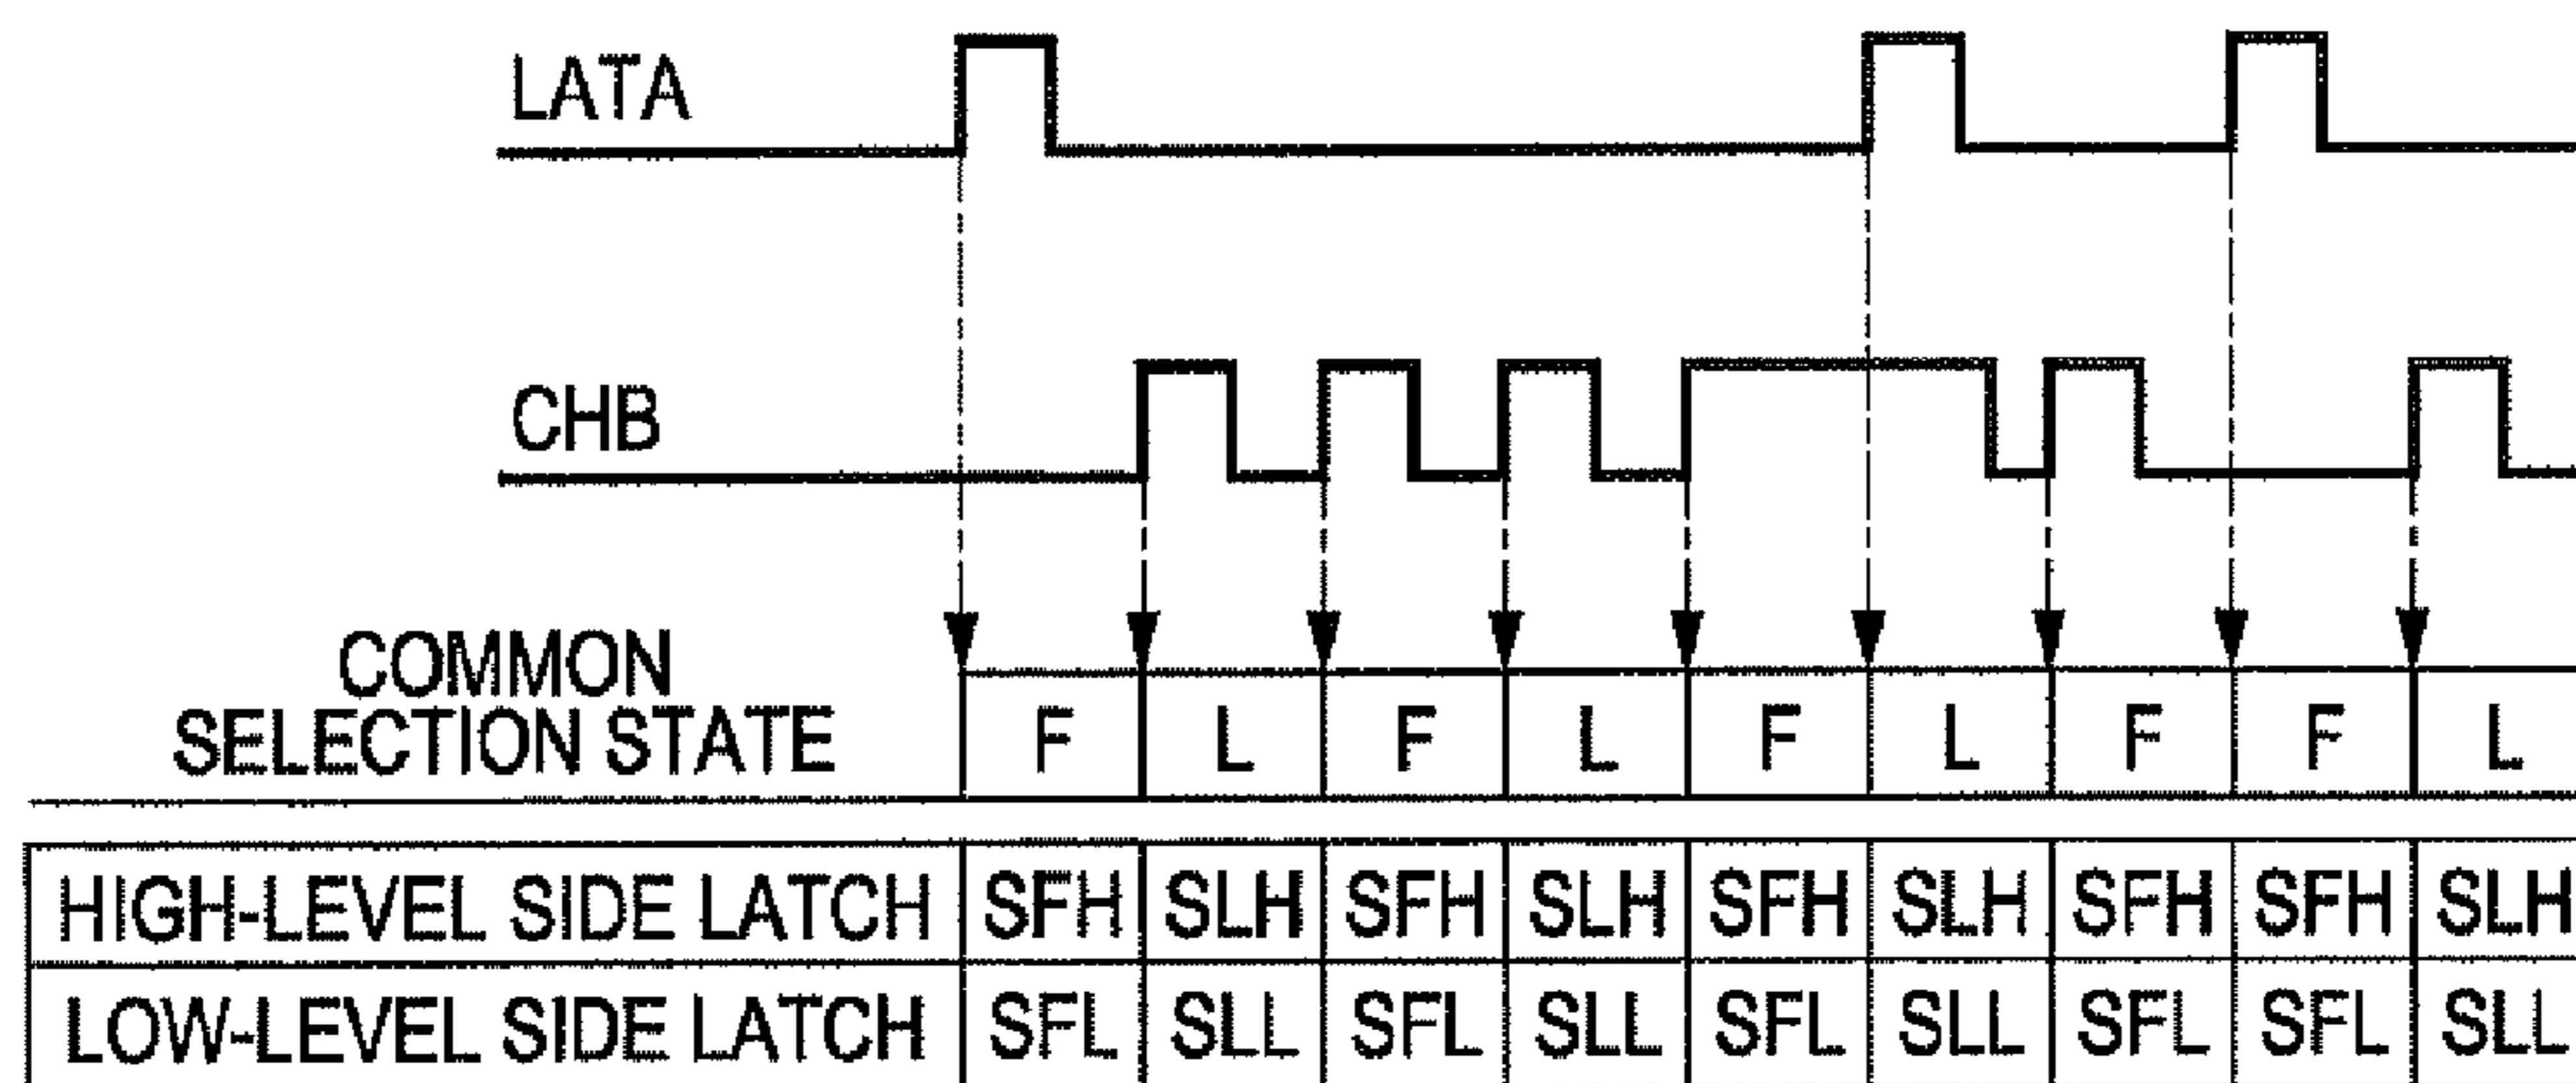 LATA
CHB
COMMON
SELECTION STATE F L F L F L F F L
HIGH-LEVEL SIDE LATCH SFH SLH SFH SLH SFH SLH SFH SFH SLH
LOW-LEVEL SIDE LATCH SFL SLL SFL SLL SFL SLL SFL SFL SLL